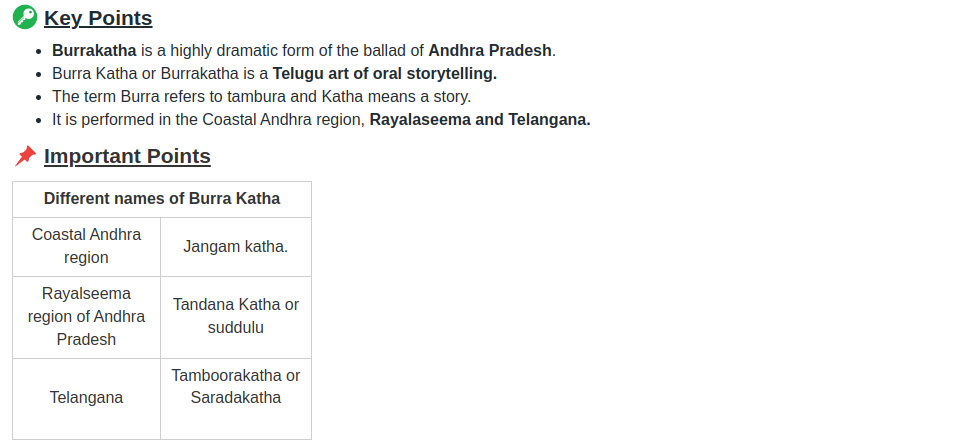 Key Points
Burrakatha is a highly dramatic form of the ballad of Andhra Pradesh.
Burra Katha or Burrakatha is a Telugu art of oral storytelling.
The term Burra refers to tambura and Katha means a story.
It is performed in the Coastal Andhra region, Rayalaseema and Telangana.
Important Points
Different names of Burra Katha
Coastal Andhra
region
Jangam katha.
Rayalseema
region of Andhra
Pradesh
Tandana Katha or
suddulu
Telangana
Tamboorakatha or
Saradakatha